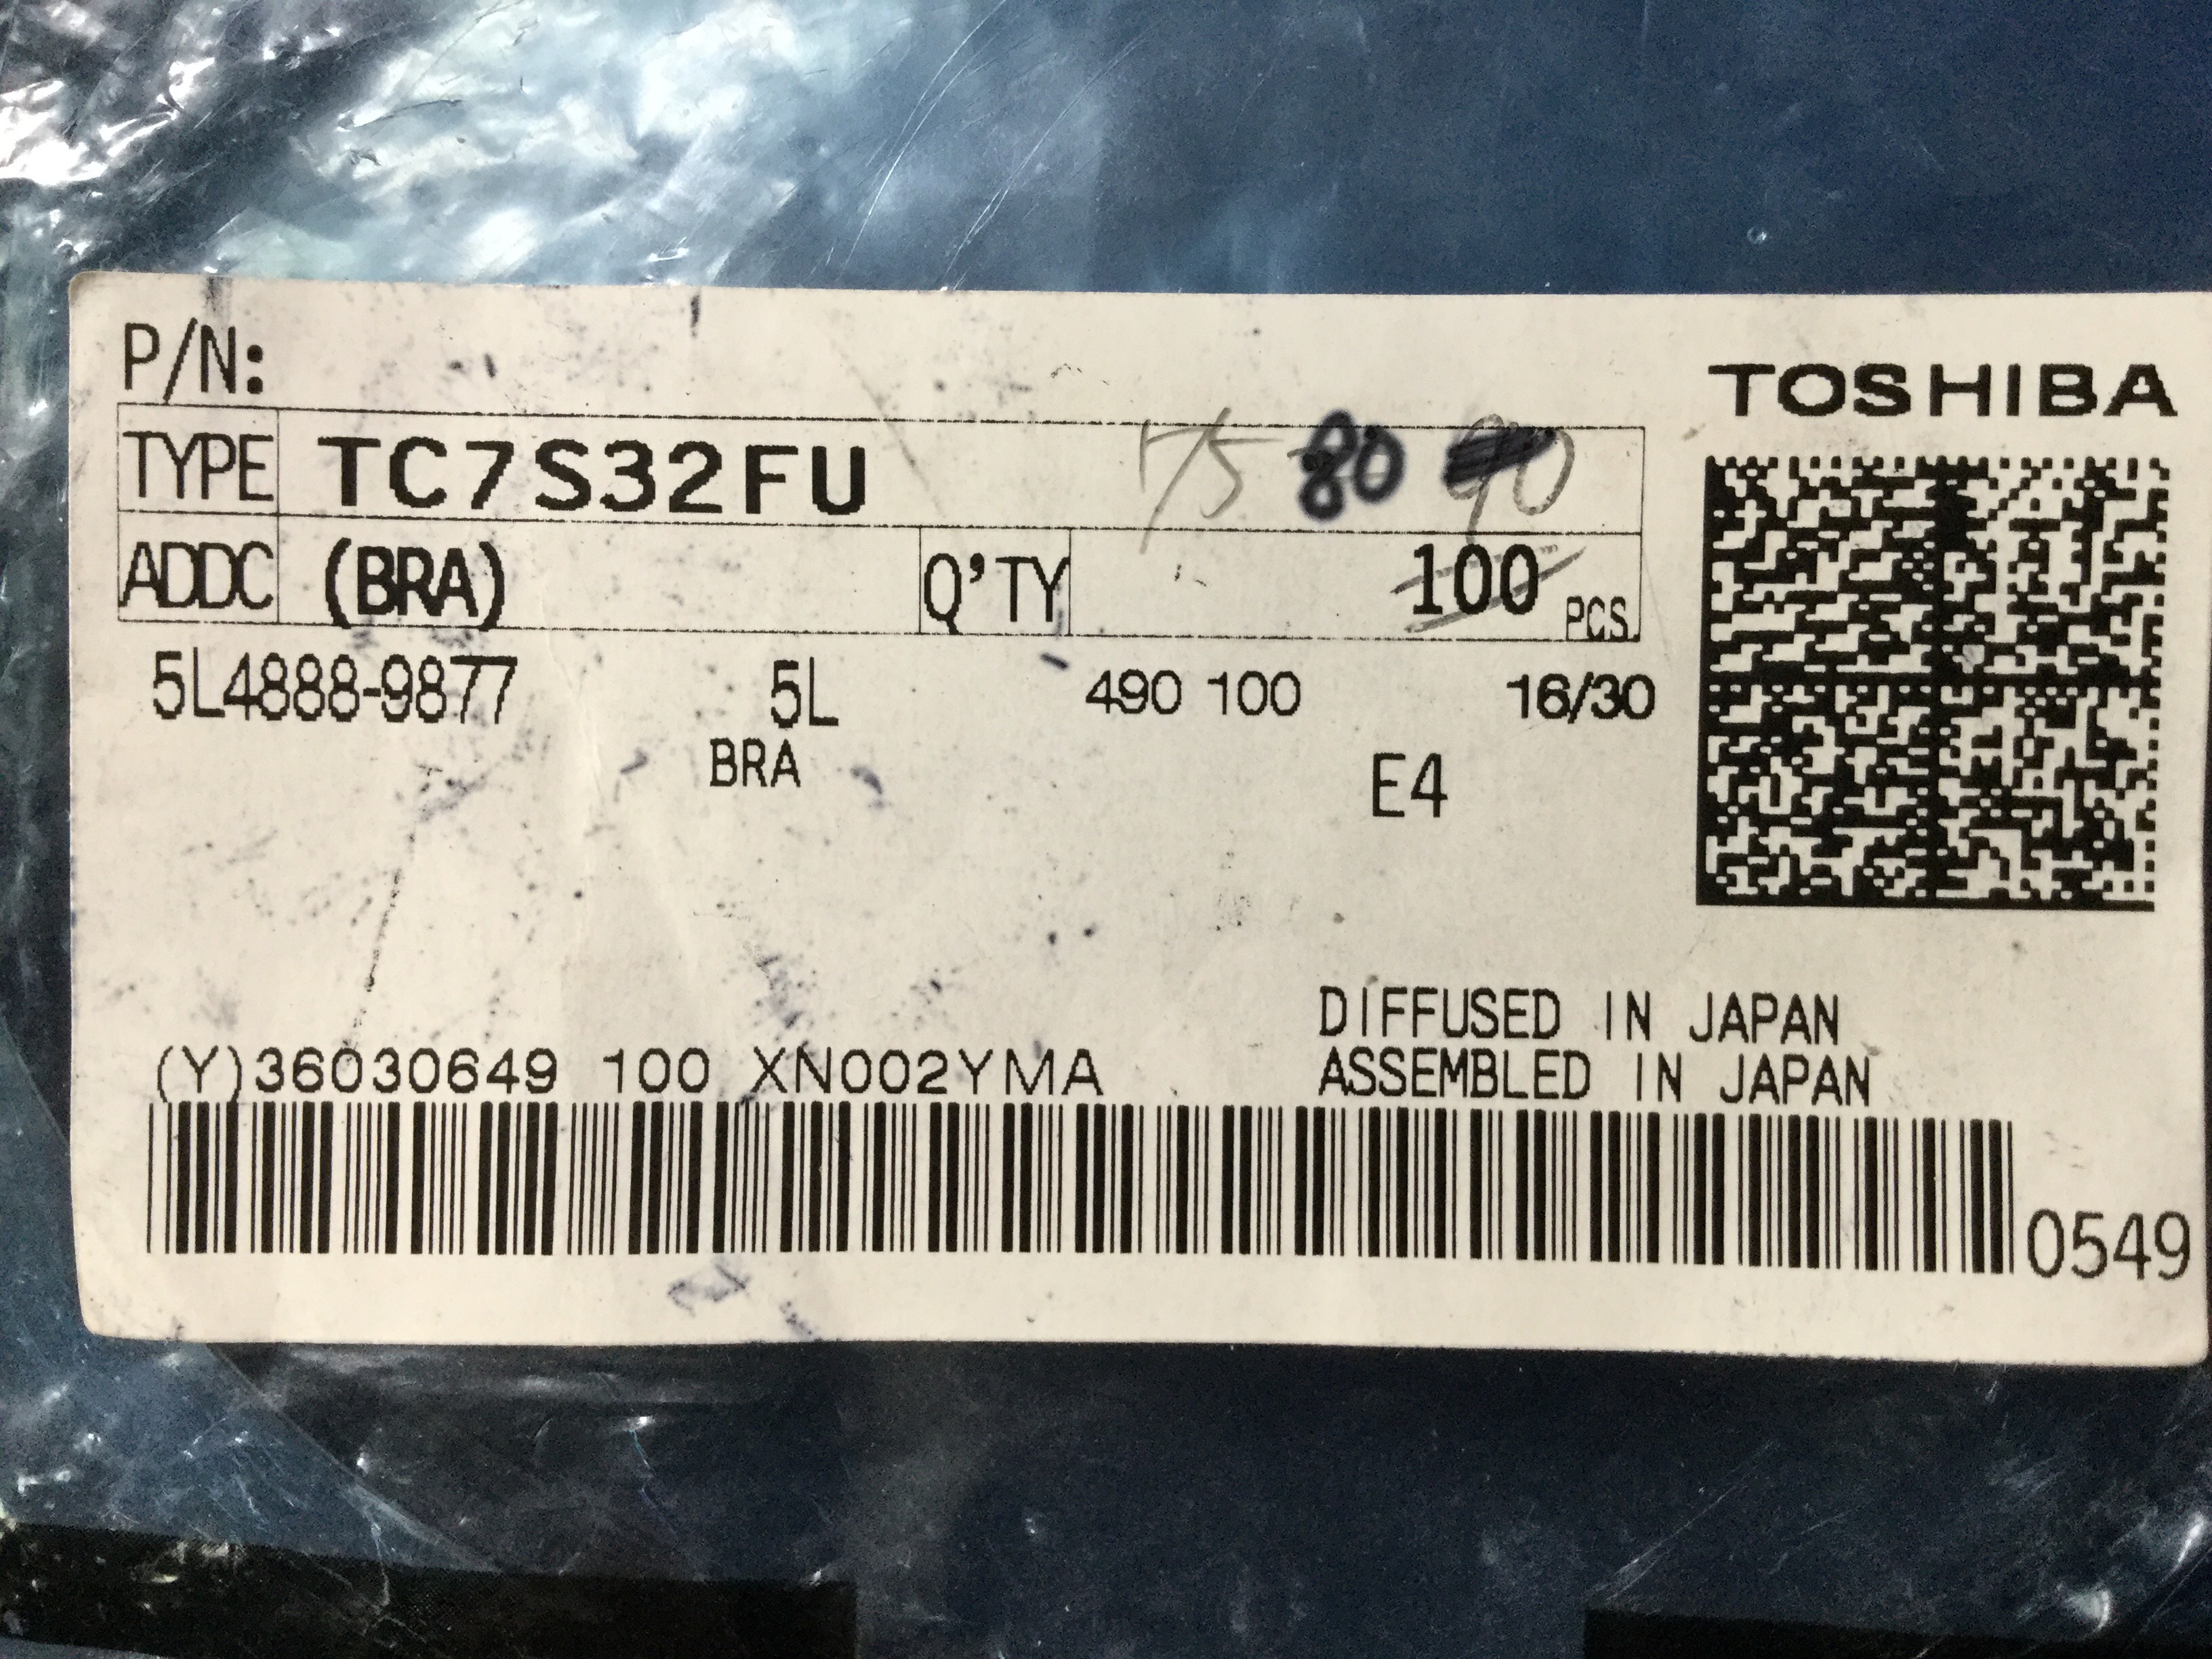 P/N:
TOSHIBA
TYPE TC7S32FU 75 80 90
ADDC (BRA) Q'TY 100 PCS.
5L4888-9877 5L 490 100 16/30
BRA E4
DIFFUSED IN JAPAN
(Y)36030649 100 XN002YMA ASSEMBLED IN JAPAN
0549